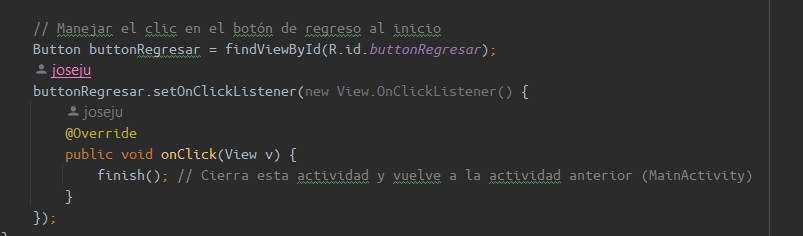 // Manejar el clic en el botón de regreso al inicio
Button buttonRegresar = findViewById(R.id.buttonRegresar);
joseju
buttonRegresar.setOnClickListener(new View.OnClickListener() {
joseju
@Override
public void onClick(View v) {
finish(); // Cierra esta actividad y vuelve a la actividad anterior (MainActivity)
}
});